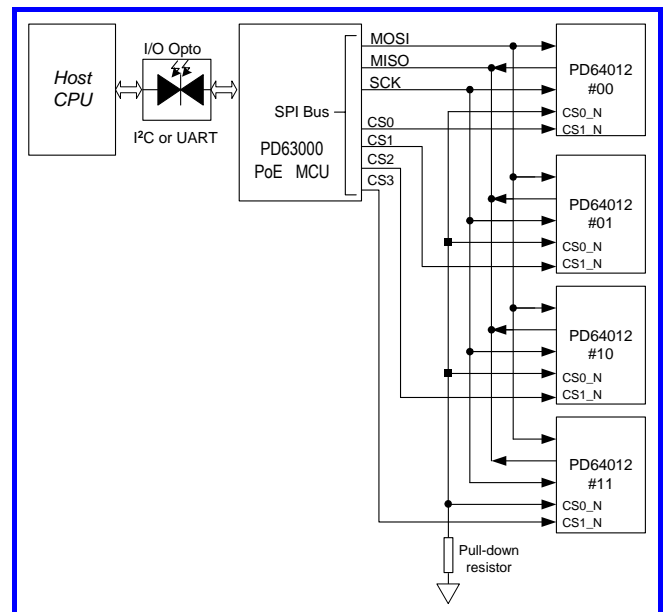 Host
CPU
I/O Opto
I²C or UART
SPI Bus
PD63000
PoE MCU
MOSI
MISO
SCK
CS0
CS1
CS2
CS3
PD64012
#00
CS0_N
CS1_N
PD64012
#01
CS0_N
CS1_N
PD64012
#10
CS0_N
CS1_N
PD64012
#11
CS0_N
CS1_N
Pull-down
resistor